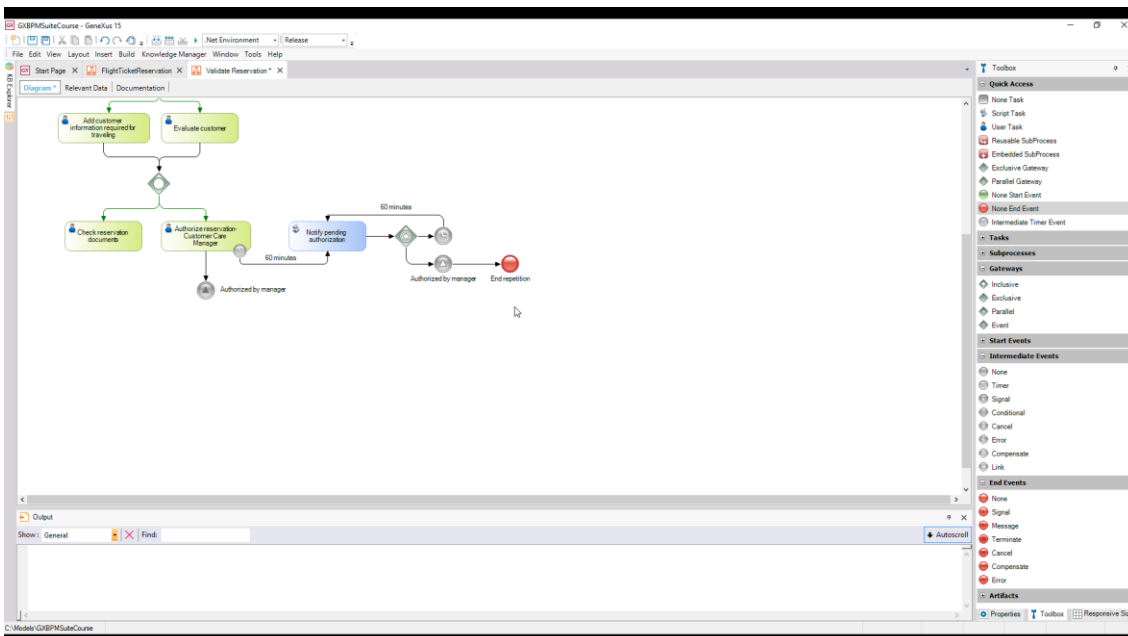 GXBPMSuiteCourse - GeneXus 15
.Net Environment
Release
File Edit View Layout Insert Build Knowledge Manager Window Tools Help
Start Page
FlightTicketReservation
Validate Reservation *
Diagram *
Relevant Data
Documentation
KB Explorer
Add customer
information required for
traveling
Evaluate customer
Check reservation
documents
Authorize reservation-
Customer Care
Manager
60 minutes
Authorized by manager
Notify pending
authorization
60 minutes
Authorized by manager
End repetition
Output
Show: General
Find:
Autoscroll
C:\Models\GXBPMSuiteCourse
Toolbox
Quick Access
None Task
Script Task
User Task
Reusable SubProcess
Embedded SubProcess
Exclusive Gateway
Parallel Gateway
None Start Event
None End Event
Intermediate Timer Event
Tasks
Subprocesses
Gateways
Inclusive
Exclusive
Parallel
Event
Start Events
Intermediate Events
None
Timer
Signal
Conditional
Cancel
Error
Compensate
Link
End Events
None
Signal
Message
Terminate
Cancel
Compensate
Error
Artifacts
Properties
Toolbox
Responsive